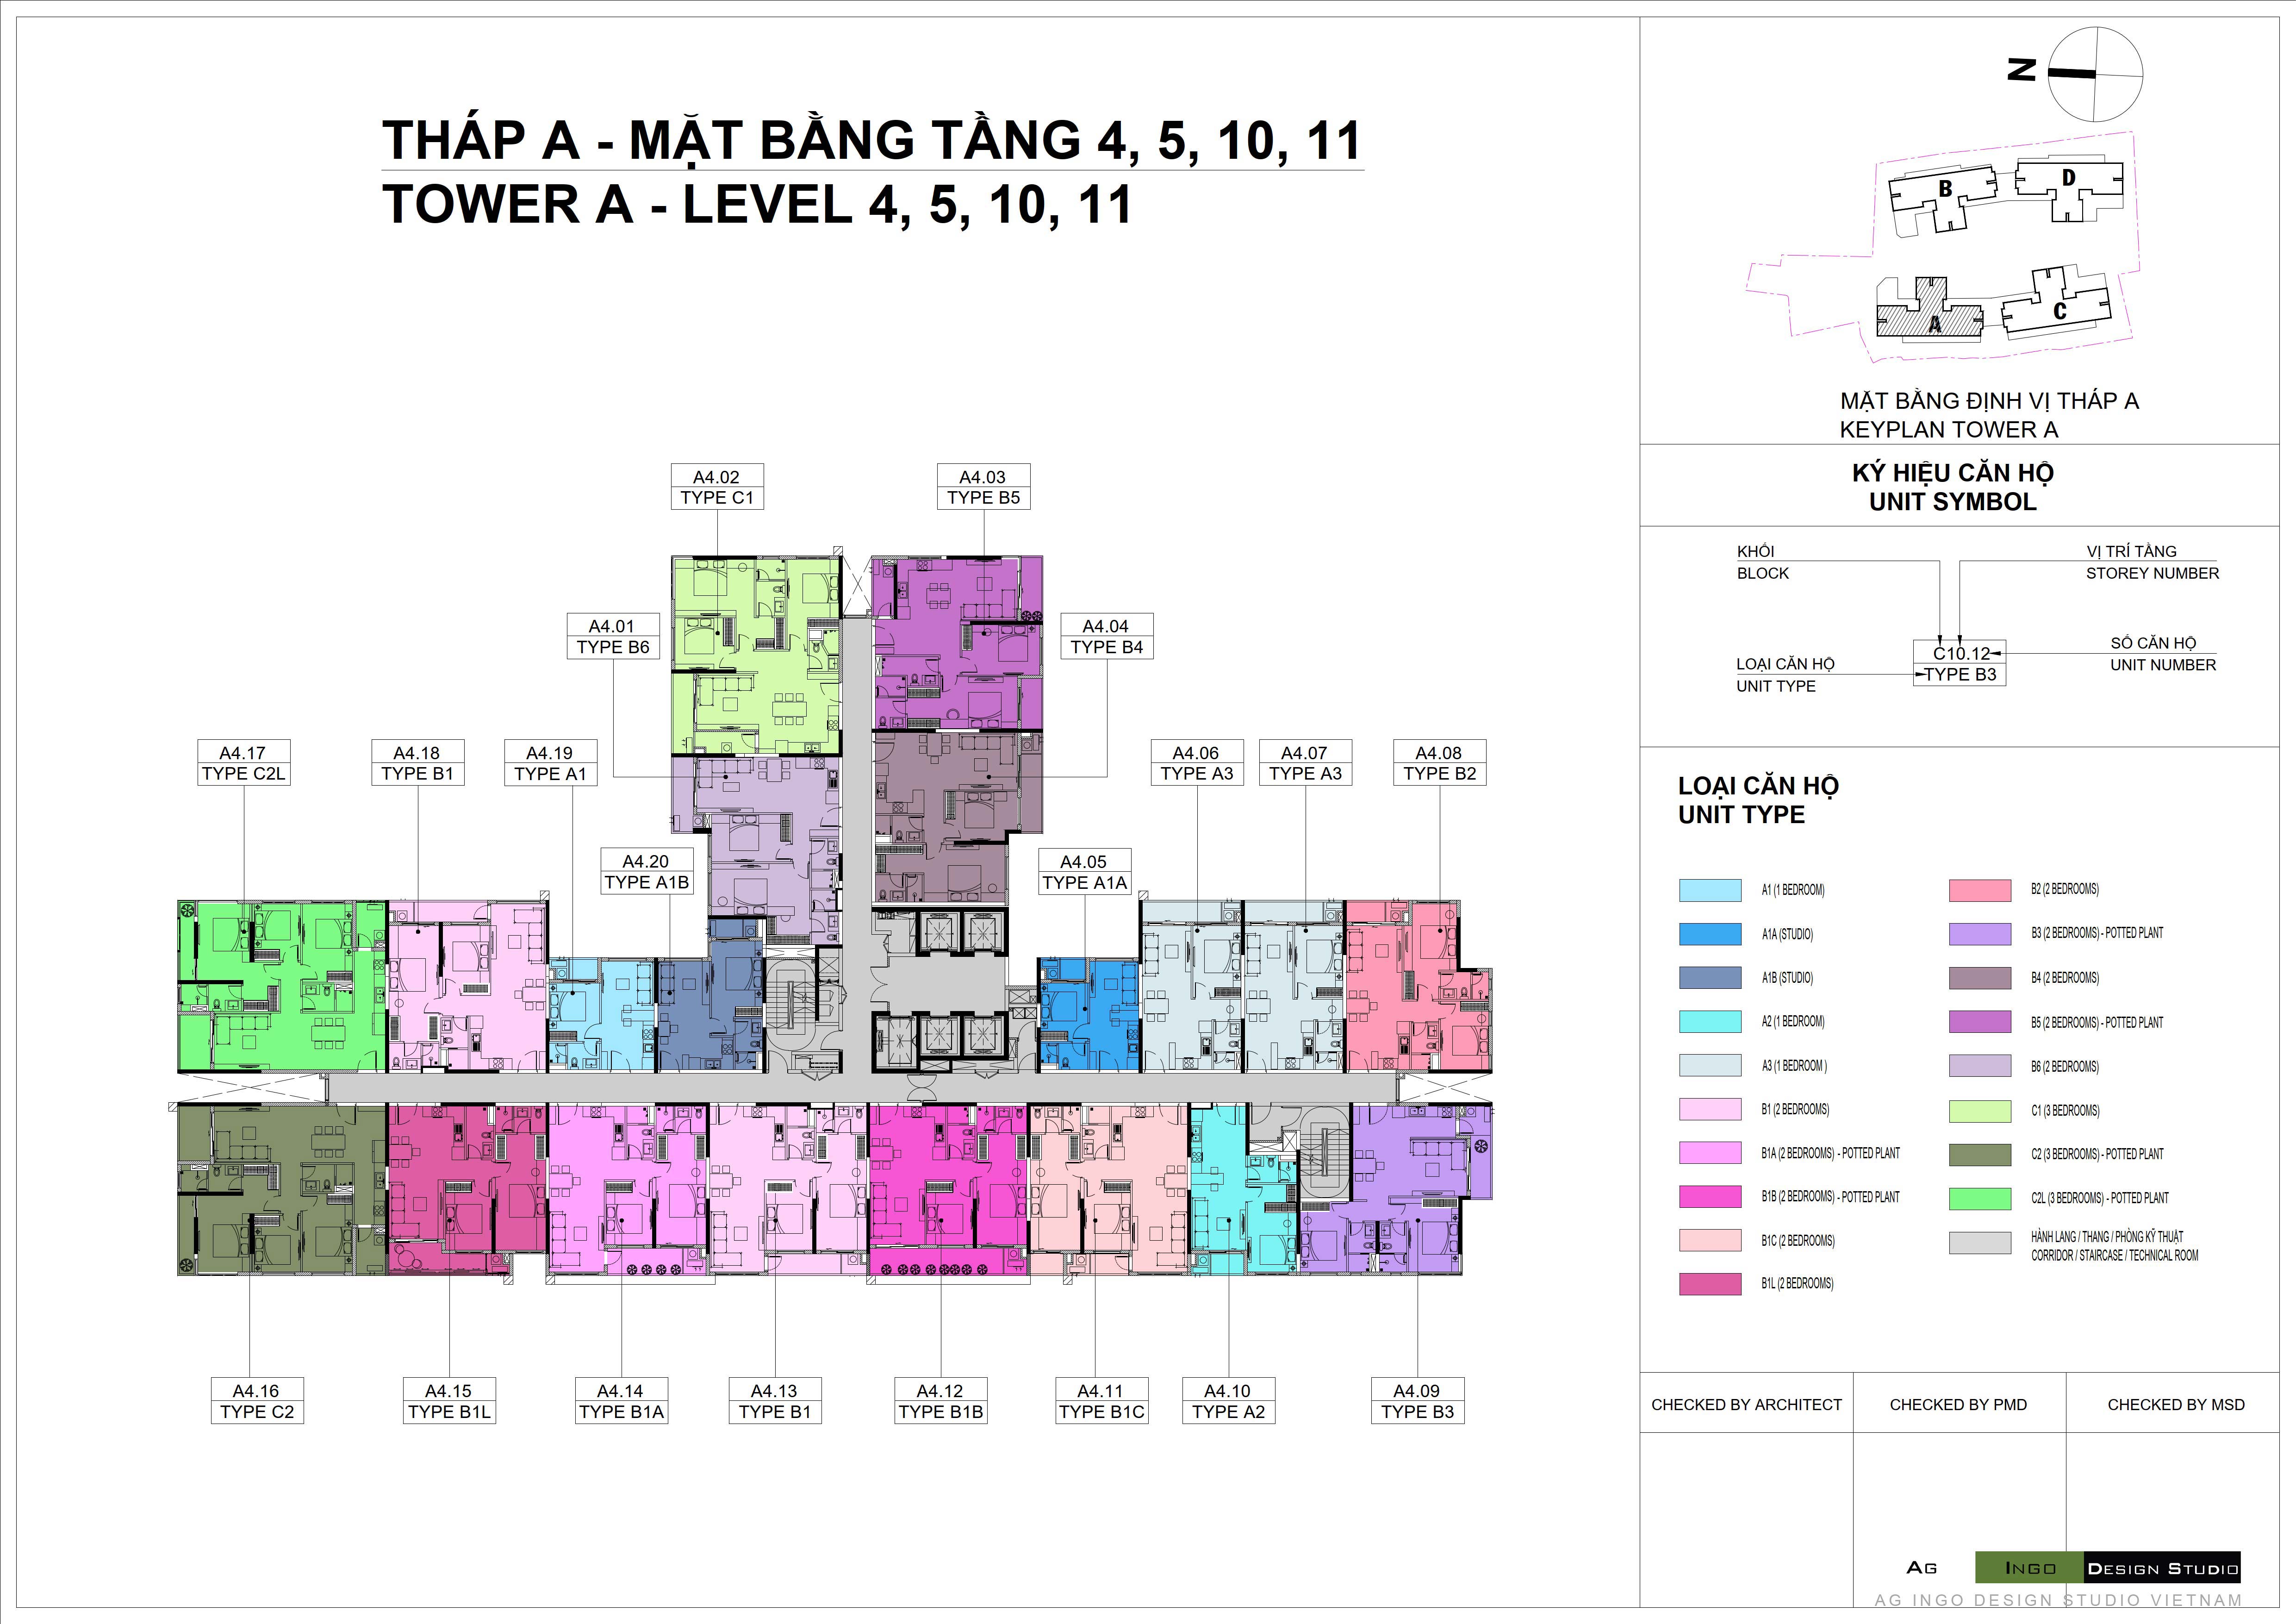 THÁP A - MẶT BẰNG TẦNG 4, 5, 10, 11
TOWER A - LEVEL 4, 5, 10, 11
A4.02
TYPE C1
A4.03
TYPE B5
A4.01
TYPE B6
A4.04
TYPE B4
A4.17
TYPE C2L
A4.18
TYPE B1
A4.19
TYPE A1
A4.20
TYPE A1B
A4.05
TYPE A1A
A4.06
TYPE A3
A4.07
TYPE A3
A4.08
TYPE B2
A4.16
TYPE C2
A4.15
TYPE B1L
A4.14
TYPE B1A
A4.13
TYPE B1
A4.12
TYPE B1B
A4.11
TYPE B1C
A4.10
TYPE A2
A4.09
TYPE B3
N
B
D
A
C
MẶT BẰNG ĐỊNH VỊ THÁP A
KEYPLAN TOWER A
KÝ HIỆU CĂN HỘ
UNIT SYMBOL
KHỐI
BLOCK
VỊ TRÍ TẦNG
STOREY NUMBER
LOẠI CĂN HỘ
UNIT TYPE
C10.12
TYPE B3
SỐ CĂN HỘ
UNIT NUMBER
LOẠI CĂN HỘ
UNIT TYPE
A1 (1 BEDROOM)
A1A (STUDIO)
A1B (STUDIO)
A2 (1 BEDROOM)
A3 (1 BEDROOM )
B1 (2 BEDROOMS)
B1A (2 BEDROOMS) - POTTED PLANT
B1B (2 BEDROOMS) - POTTED PLANT
B1C (2 BEDROOMS)
B1L (2 BEDROOMS)
B2 (2 BEDROOMS)
B3 (2 BEDROOMS) - POTTED PLANT
B4 (2 BEDROOMS)
B5 (2 BEDROOMS) - POTTED PLANT
B6 (2 BEDROOMS)
C1 (3 BEDROOMS)
C2 (3 BEDROOMS) - POTTED PLANT
C2L (3 BEDROOMS) - POTTED PLANT
HÀNH LANG / THANG / PHÒNG KỸ THUẬT
CORRIDOR / STAIRCASE / TECHNICAL ROOM
CHECKED BY ARCHITECT
CHECKED BY PMD
CHECKED BY MSD
AG INGO DESIGN STUDIO
AG INGO DESIGN STUDIO VIETNAM